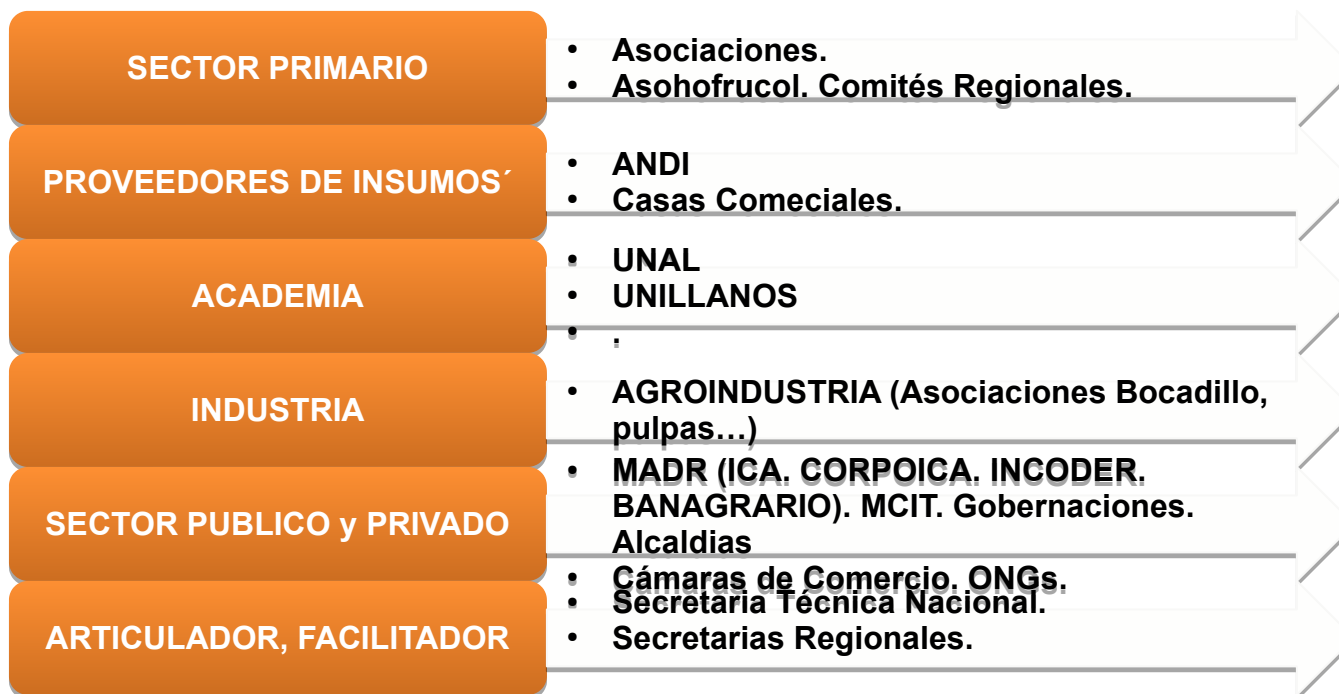 SECTOR PRIMARIO
• Asociaciones.
• Asohofrucol. Comités Regionales.
PROVEEDORES DE INSUMOS´
• ANDI
• Casas Comeciales.
ACADEMIA
• UNAL
• UNILLANOS
• .
INDUSTRIA
• AGROINDUSTRIA (Asociaciones Bocadillo,
pulpas…)
SECTOR PUBLICO y PRIVADO
• MADR (ICA. CORPOICA. INCODER.
BANAGRARIO). MCIT. Gobernaciones.
Alcaldias
• Cámaras de Comercio. ONGs.
ARTICULADOR, FACILITADOR
• Secretaria Técnica Nacional.
• Secretarias Regionales.